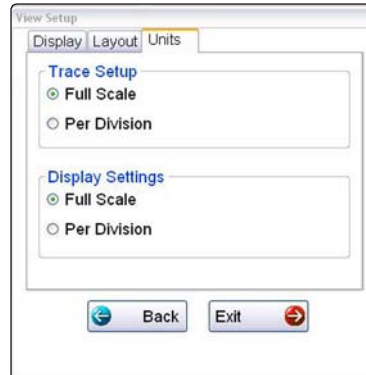 View Setup
Display Layout Units
Trace Setup
Full Scale
Per Division
Display Settings
Full Scale
Per Division
Back Exit